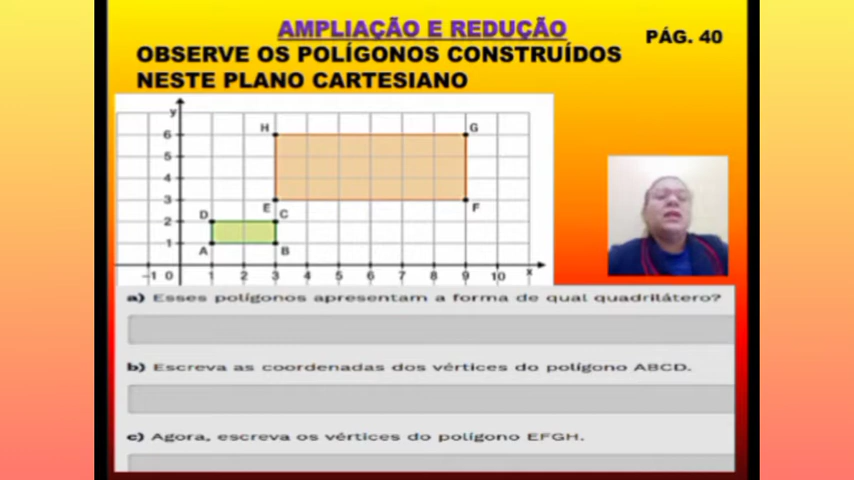 AMPLIAÇÃO E REDUÇÃO
PÁG. 40
OBSERVE OS POLÍGONOS CONSTRUÍDOS
NESTE PLANO CARTESIANO
y
H G
6
5
4
3
E F
D C
2
1
A B
–1 0 1 2 3 4 5 6 7 8 9 10 x
a) Esses polígonos apresentam a forma de qual quadrilátero?
b) Escreva as coordenadas dos vértices do polígono ABCD.
c) Agora, escreva os vértices do polígono EFGH.